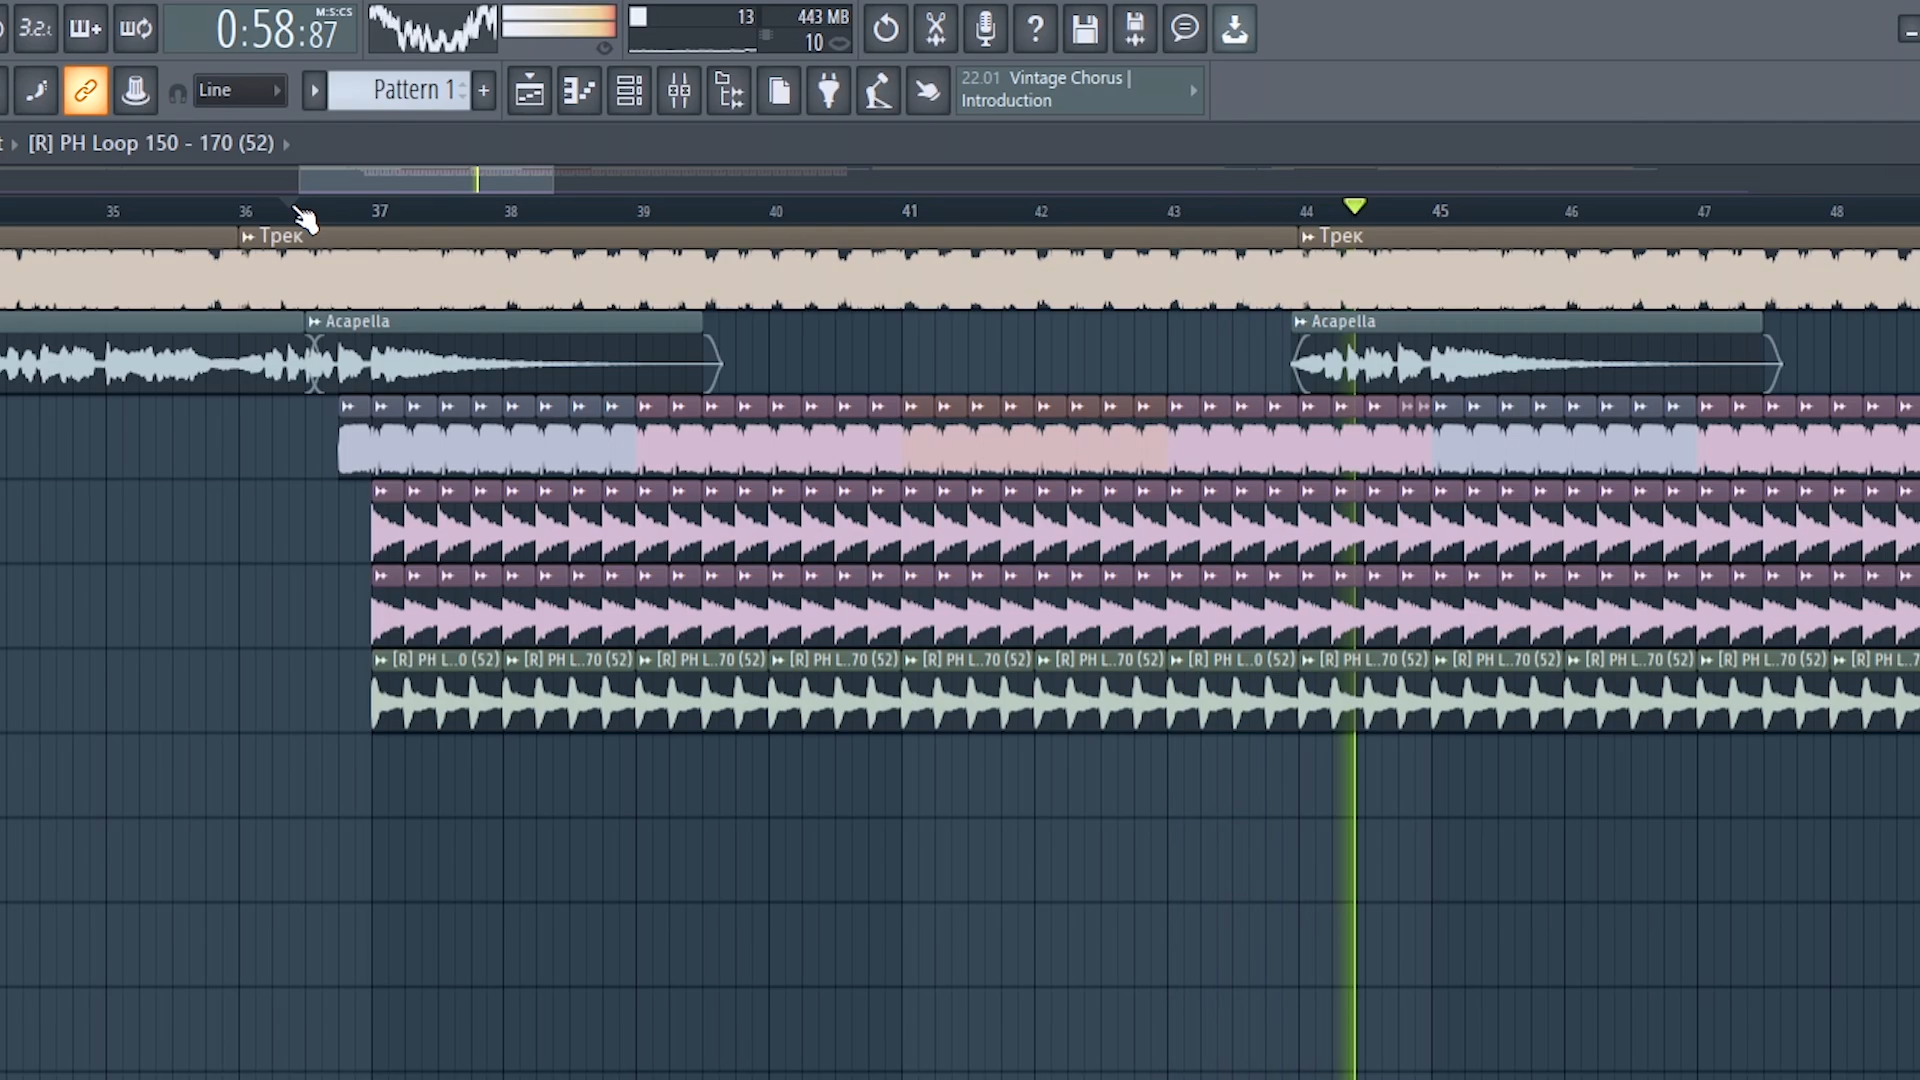 3.2.
0:58:87
M:S:CS
13
443 MB
10
Line
Pattern 1
+
22.01 Vintage Chorus |
Introduction
[R] PH Loop 150 - 170 (52)
35 36 37 38 39 40 41 42 43 44 45 46 47 48
Трек Трек
Acapella Acapella
[R] PH L..0 (52) [R] PH L..70 (52) [R] PH L..70 (52) [R] PH L..70 (52) [R] PH L..70 (52) [R] PH L..70 (52) [R] PH L..0 (52) [R] PH L..70 (52) [R] PH L..70 (52) [R] PH L..70 (52) [R] PH L..70 (52) [R] PH L..7